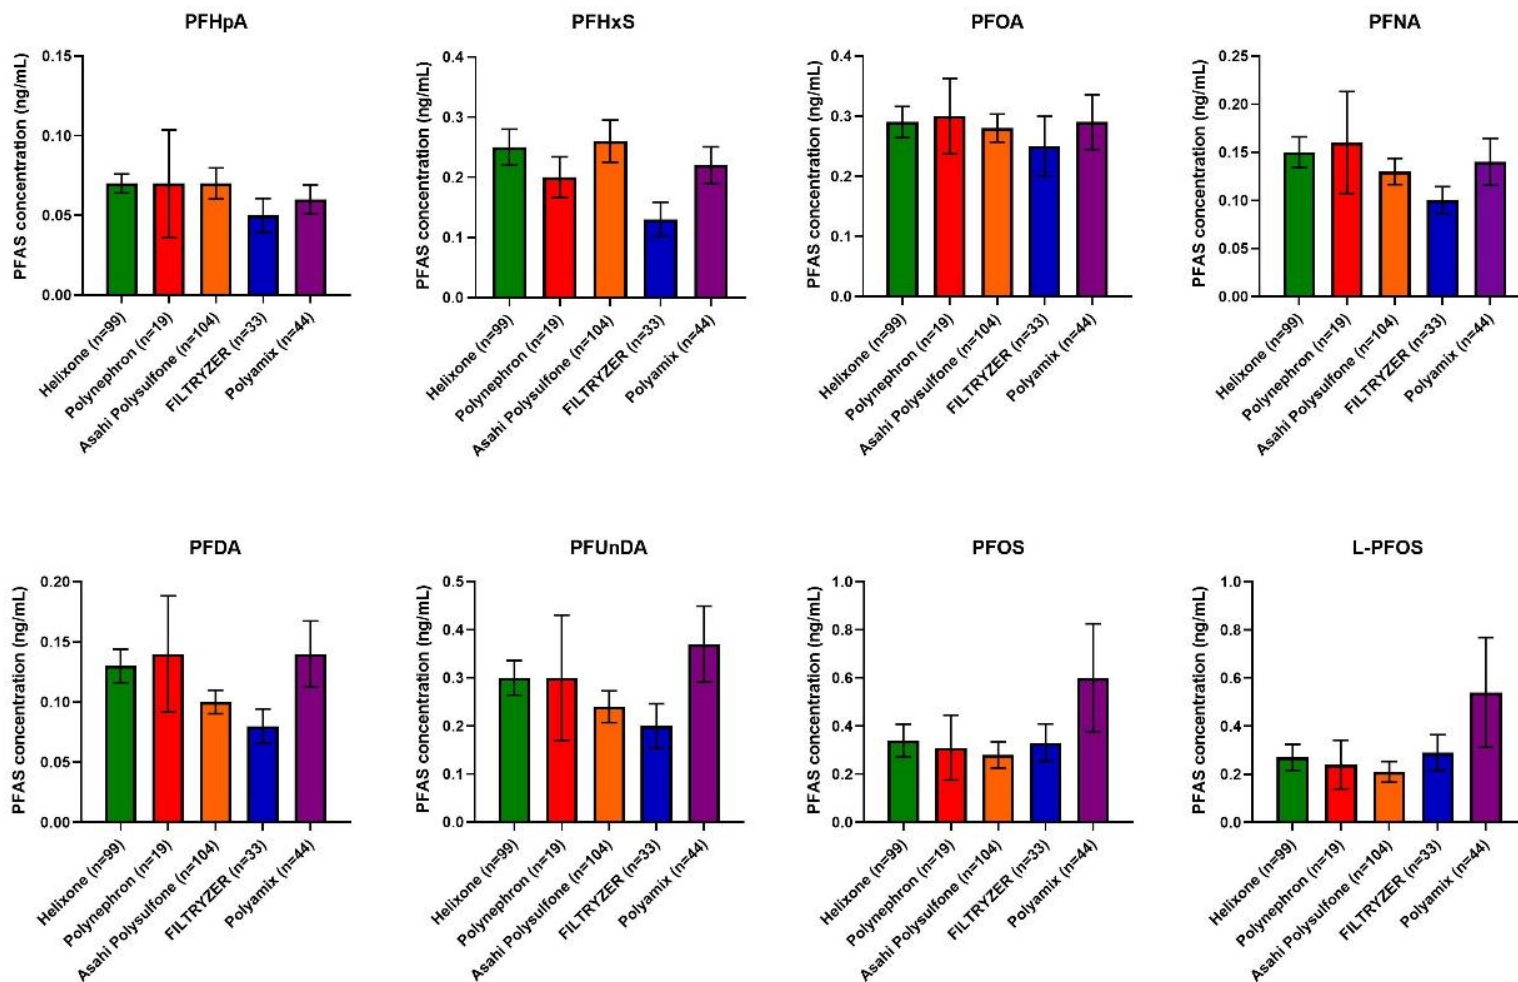 PFHpA
PFAS concentration (ng/mL)
0.15
0.10
0.05
0.00
Helixone (n=99)
Polynephron (n=19)
Asahi Polysulfone (n=104)
FILTRYZER (n=33)
Polyamix (n=44)
PFHxS
PFAS concentration (ng/mL)
0.4
0.3
0.2
0.1
0.0
Helixone (n=99)
Polynephron (n=19)
Asahi Polysulfone (n=104)
FILTRYZER (n=33)
Polyamix (n=44)
PFOA
PFAS concentration (ng/mL)
0.4
0.3
0.2
0.1
0.0
Helixone (n=99)
Polynephron (n=19)
Asahi Polysulfone (n=104)
FILTRYZER (n=33)
Polyamix (n=44)
PFNA
PFAS concentration (ng/mL)
0.25
0.20
0.15
0.10
0.05
0.00
Helixone (n=99)
Polynephron (n=19)
Asahi Polysulfone (n=104)
FILTRYZER (n=33)
Polyamix (n=44)
PFDA
PFAS concentration (ng/mL)
0.20
0.15
0.10
0.05
0.00
Helixone (n=99)
Polynephron (n=19)
Asahi Polysulfone (n=104)
FILTRYZER (n=33)
Polyamix (n=44)
PFUnDA
PFAS concentration (ng/mL)
0.5
0.4
0.3
0.2
0.1
0.0
Helixone (n=99)
Polynephron (n=19)
Asahi Polysulfone (n=104)
FILTRYZER (n=33)
Polyamix (n=44)
PFOS
PFAS concentration (ng/mL)
1.0
0.8
0.6
0.4
0.2
0.0
Helixone (n=99)
Polynephron (n=19)
Asahi Polysulfone (n=104)
FILTRYZER (n=33)
Polyamix (n=44)
L-PFOS
PFAS concentration (ng/mL)
1.0
0.8
0.6
0.4
0.2
0.0
Helixone (n=99)
Polynephron (n=19)
Asahi Polysulfone (n=104)
FILTRYZER (n=33)
Polyamix (n=44)